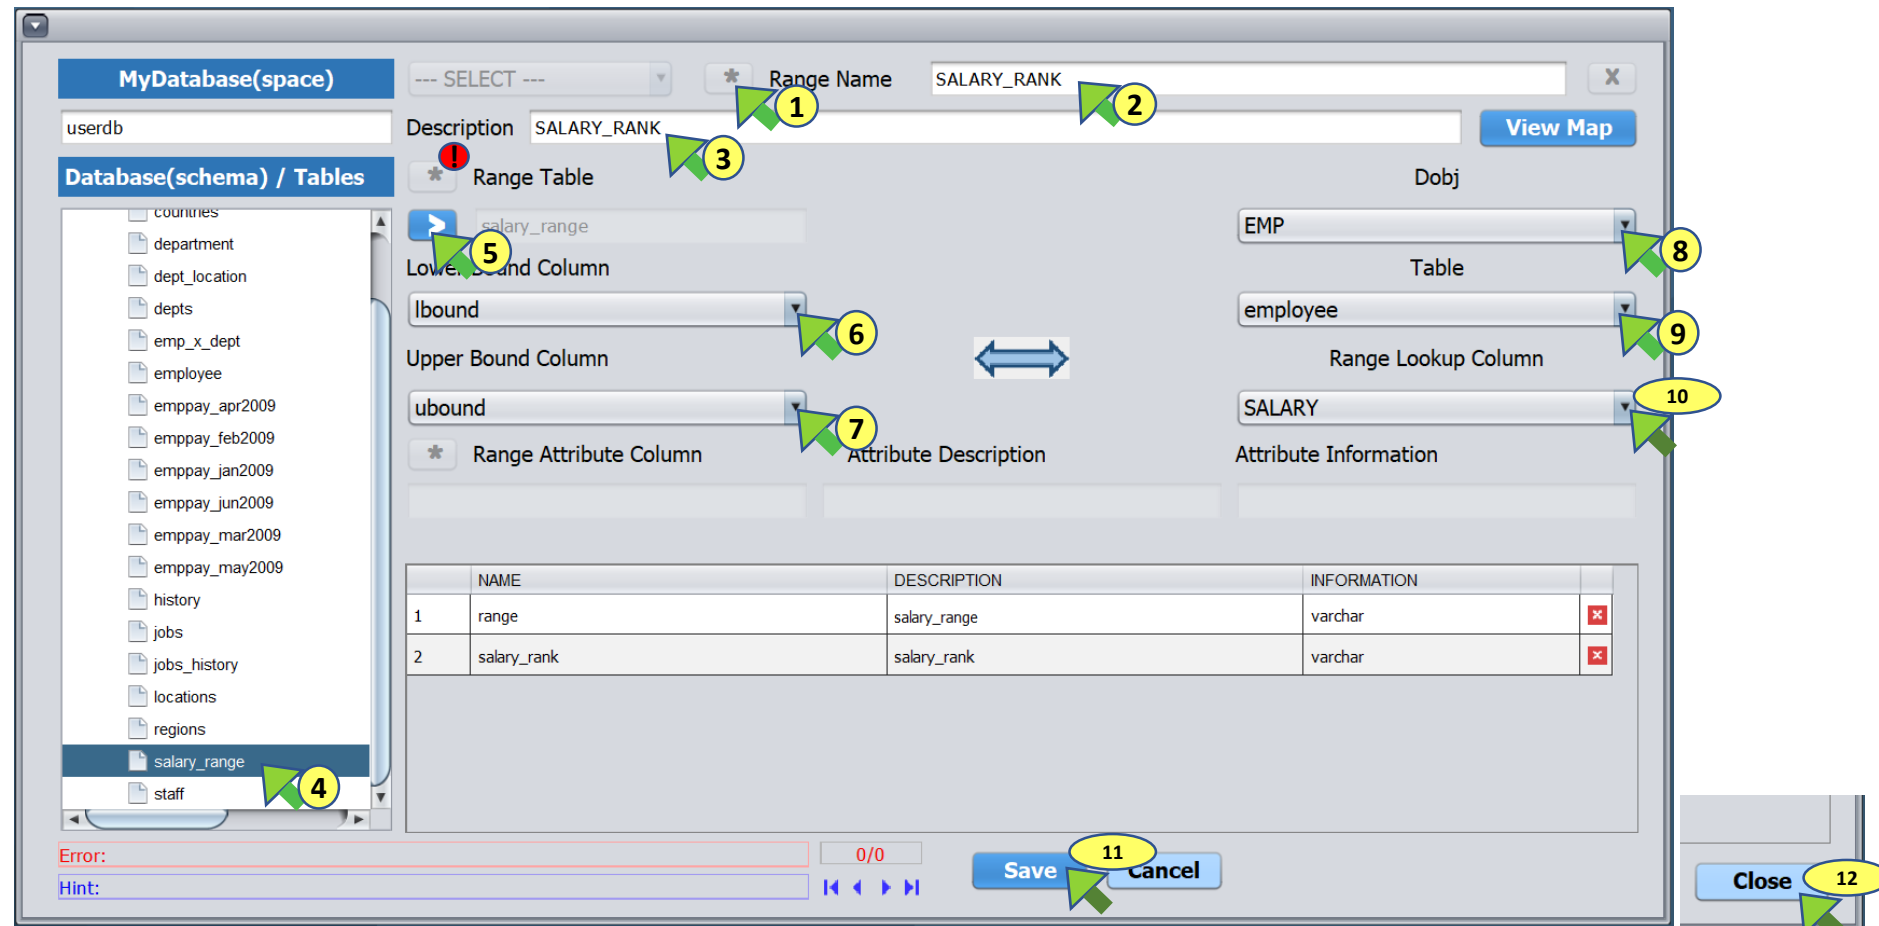 MyDatabase(space)
--- SELECT ---
*
Range Name
SALARY_RANK
X
1
2
userdb
Description
SALARY_RANK
View Map
3
!
Database(schema) / Tables
*
Range Table
Dobj
countries
department
dept_location
depts
emp_x_dept
employee
emppay_apr2009
emppay_feb2009
emppay_jan2009
emppay_jun2009
emppay_mar2009
emppay_may2009
history
jobs
jobs_history
locations
regions
salary_range
staff
4
>
salary_range
5
EMP
8
Lower Bound Column
Table
lbound
6
employee
9
Upper Bound Column
Range Lookup Column
ubound
7
SALARY
10
*
Range Attribute Column
Attribute Description
Attribute Information
NAME DESCRIPTION INFORMATION
1 range salary_range varchar x
2 salary_rank salary_rank varchar x
Error:
0/0
Hint:
Save
11
Cancel
Close
12